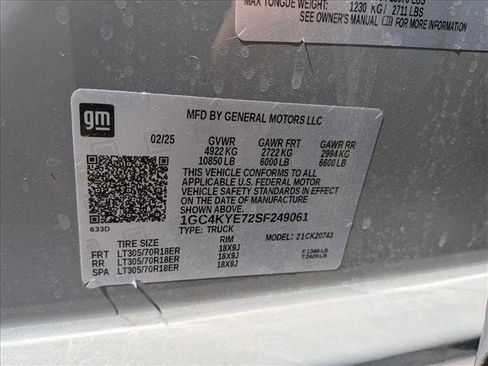 MAX TONGUE WEIGHT: 1230 KG / 2711 LBS
SEE OWNER'S MANUAL FOR MORE INFORMATION
gm
MFD BY GENERAL MOTORS LLC
02/25 GVWR GAWR FRT GAWR RR
4922 KG 2722 KG 2994 KG
10850 LB 6000 LB 6600 LB
THIS VEHICLE CONFORMS TO ALL
APPLICABLE U.S. FEDERAL MOTOR
VEHICLE SAFETY STANDARDS IN EFFECT
ON THE DATE OF MANUFACTURE SHOWN ABOVE.
1GC4KYE72SF249061
633D TYPE: TRUCK MODEL: 21CK20743
TIRE SIZE RIM
FRT LT305/70R18ER 18X9J F:1346 LB
RR LT305/70R18ER 18X9J T:2429 LB
SPA LT305/70R18ER 18X9J